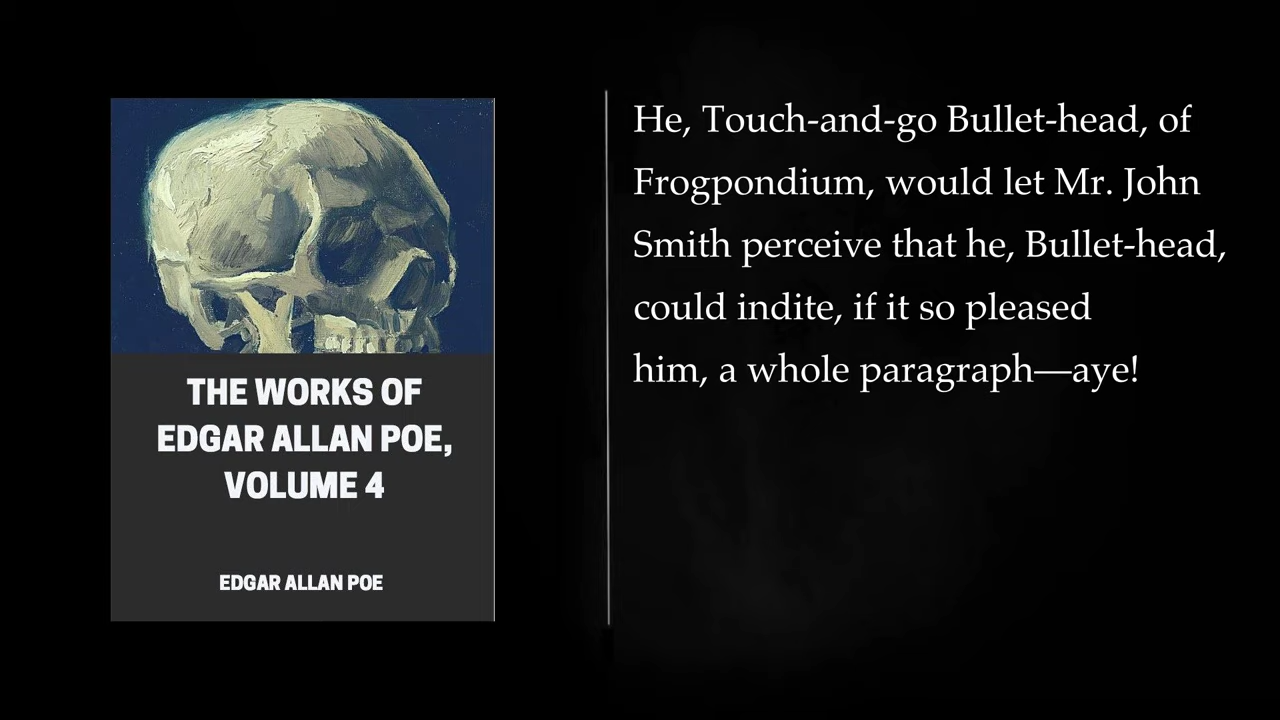 THE WORKS OF
EDGAR ALLAN POE,
VOLUME 4
EDGAR ALLAN POE
He, Touch-and-go Bullet-head, of
Frogpondium, would let Mr. John
Smith perceive that he, Bullet-head,
could indite, if it so pleased
him, a whole paragraph—aye!